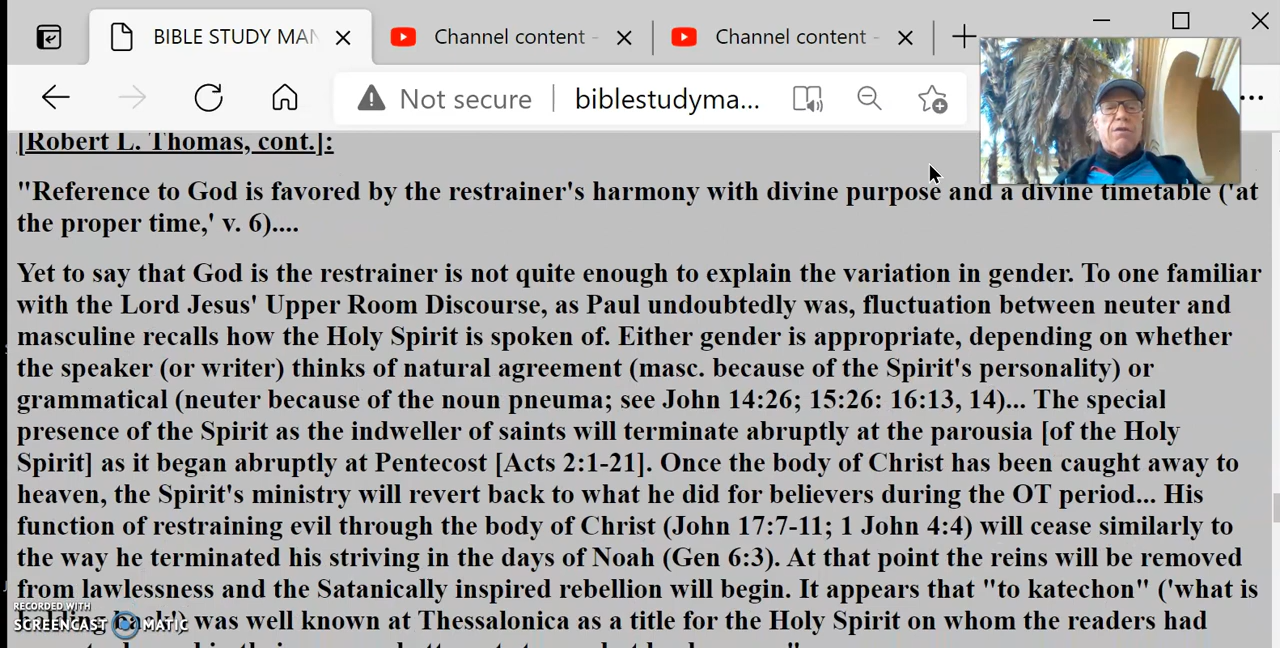 BIBLE STUDY MAN
Channel content -
Channel content -
Not secure
biblestudyma...
[Robert L. Thomas, cont.]:
"Reference to God is favored by the restrainer's harmony with divine purpose and a divine timetable ('at
the proper time,' v. 6)....
Yet to say that God is the restrainer is not quite enough to explain the variation in gender. To one familiar
with the Lord Jesus' Upper Room Discourse, as Paul undoubtedly was, fluctuation between neuter and
masculine recalls how the Holy Spirit is spoken of. Either gender is appropriate, depending on whether
the speaker (or writer) thinks of natural agreement (masc. because of the Spirit's personality) or
grammatical (neuter because of the noun pneuma; see John 14:26; 15:26: 16:13, 14)... The special
presence of the Spirit as the indweller of saints will terminate abruptly at the parousia [of the Holy
Spirit] as it began abruptly at Pentecost [Acts 2:1-21]. Once the body of Christ has been caught away to
heaven, the Spirit's ministry will revert back to what he did for believers during the OT period... His
function of restraining evil through the body of Christ (John 17:7-11; 1 John 4:4) will cease similarly to
the way he terminated his striving in the days of Noah (Gen 6:3). At that point the reins will be removed
from lawlessness and the Satanically inspired rebellion will begin. It appears that "to katechon" ('what is
was well known at Thessalonica as a title for the Holy Spirit on whom the readers had
RECORDED WITH
SCREENCAST MATIC